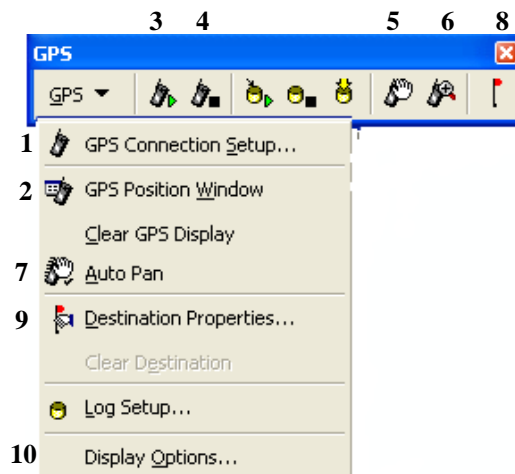 3 4 5 6 8
GPS
GPS
1 GPS Connection Setup...
2 GPS Position Window
Clear GPS Display
7 Auto Pan
9 Destination Properties...
Clear Destination
Log Setup...
10 Display Options...